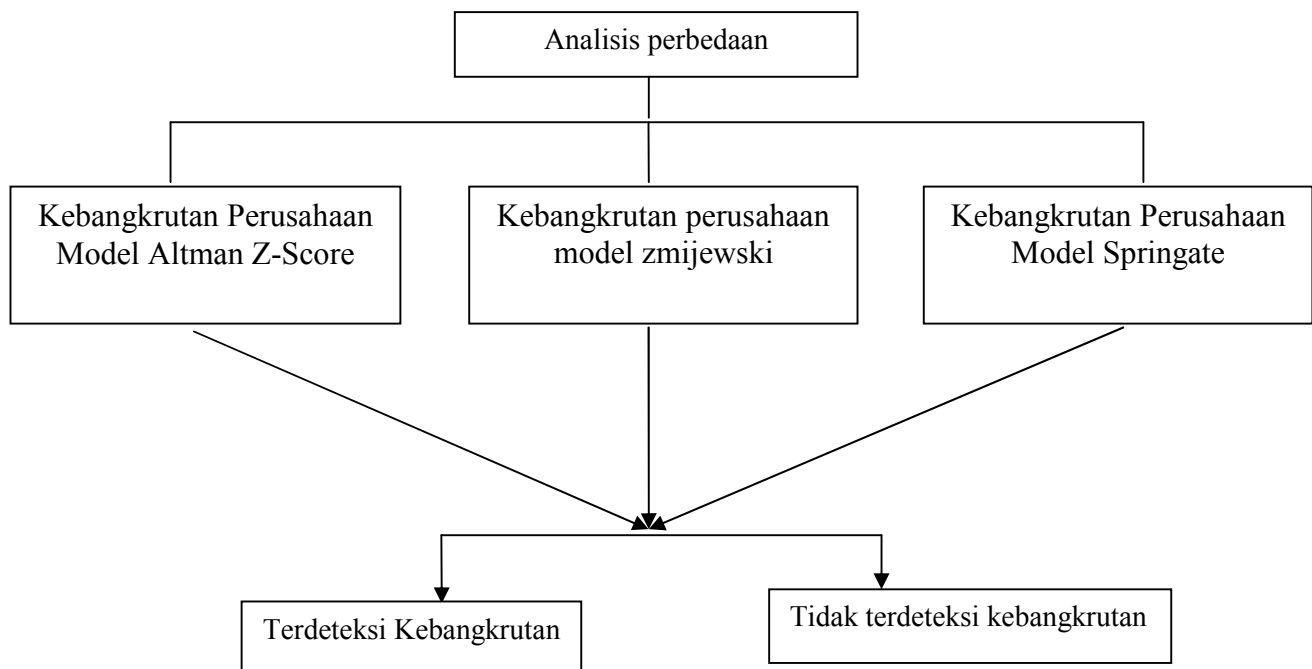 Analisis perbedaan
Kebangkrutan Perusahaan
Model Altman Z-Score
Kebangkrutan perusahaan
model zmijewski
Kebangkrutan Perusahaan
Model Springate
Terdeteksi Kebangkrutan
Tidak terdeteksi kebangkrutan